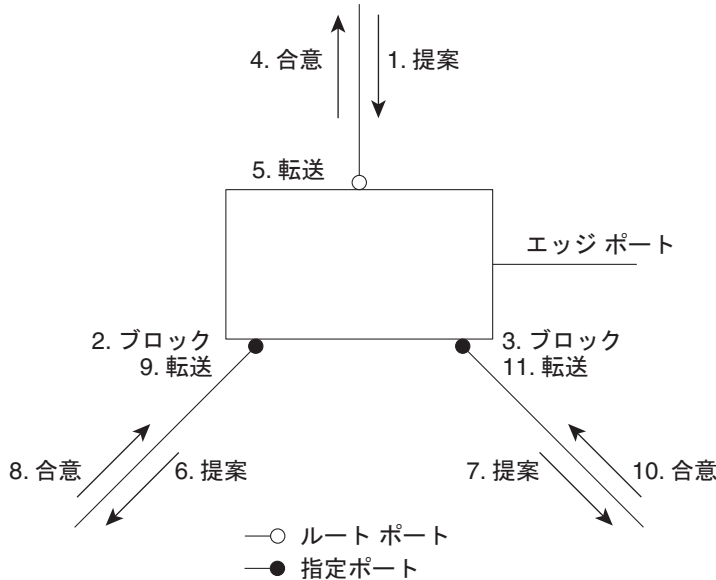 4. 合意
1. 提案
5. 転送
エッジ ポート
2. ブロック
9. 転送
3. ブロック
11. 転送
8. 合意
6. 提案
7. 提案
10. 合意
ルート ポート
指定ポート